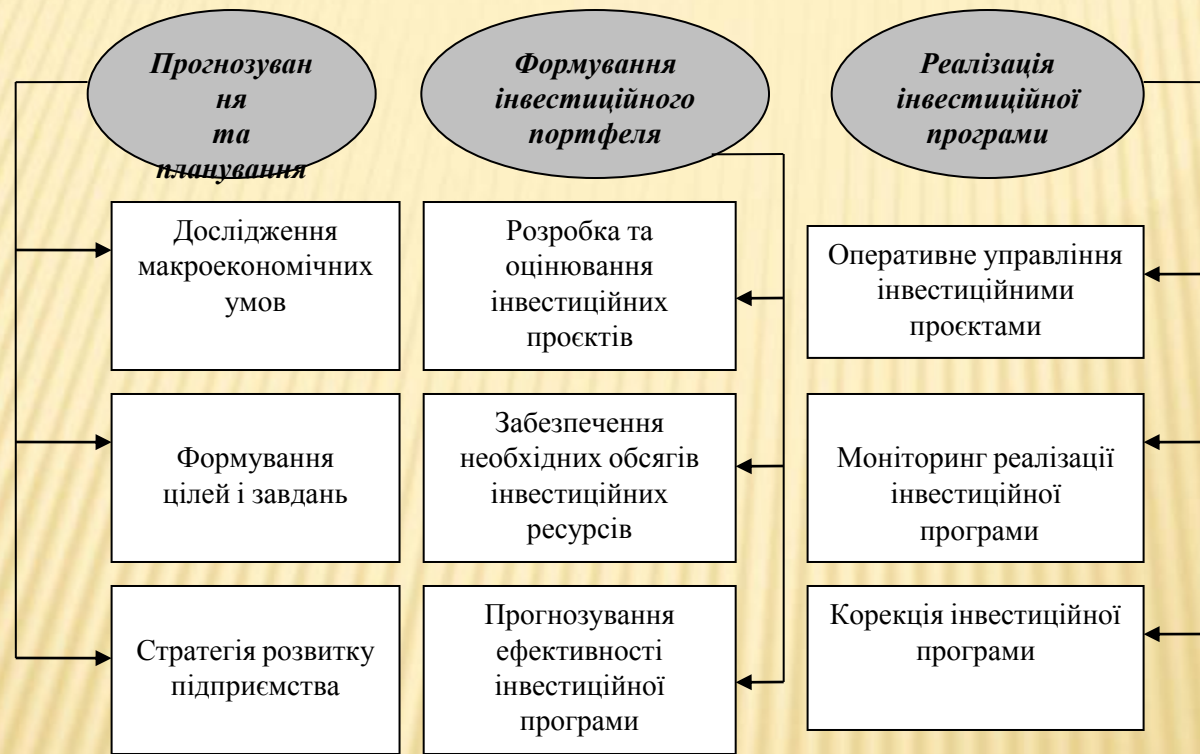 Прогнозуван
ня
та
планування
Дослідження
макроекономічних
умов
Формування
цілей і завдань
Стратегія розвитку
підприємства
Формування
інвестиційного
портфеля
Розробка та
оцінювання
інвестиційних
проєктів
Забезпечення
необхідних обсягів
інвестиційних
ресурсів
Прогнозування
ефективності
інвестиційної
програми
Реалізація
інвестиційної
програми
Оперативне управління
інвестиційними
проєктами
Моніторинг реалізації
інвестиційної
програми
Корекція інвестиційної
програми